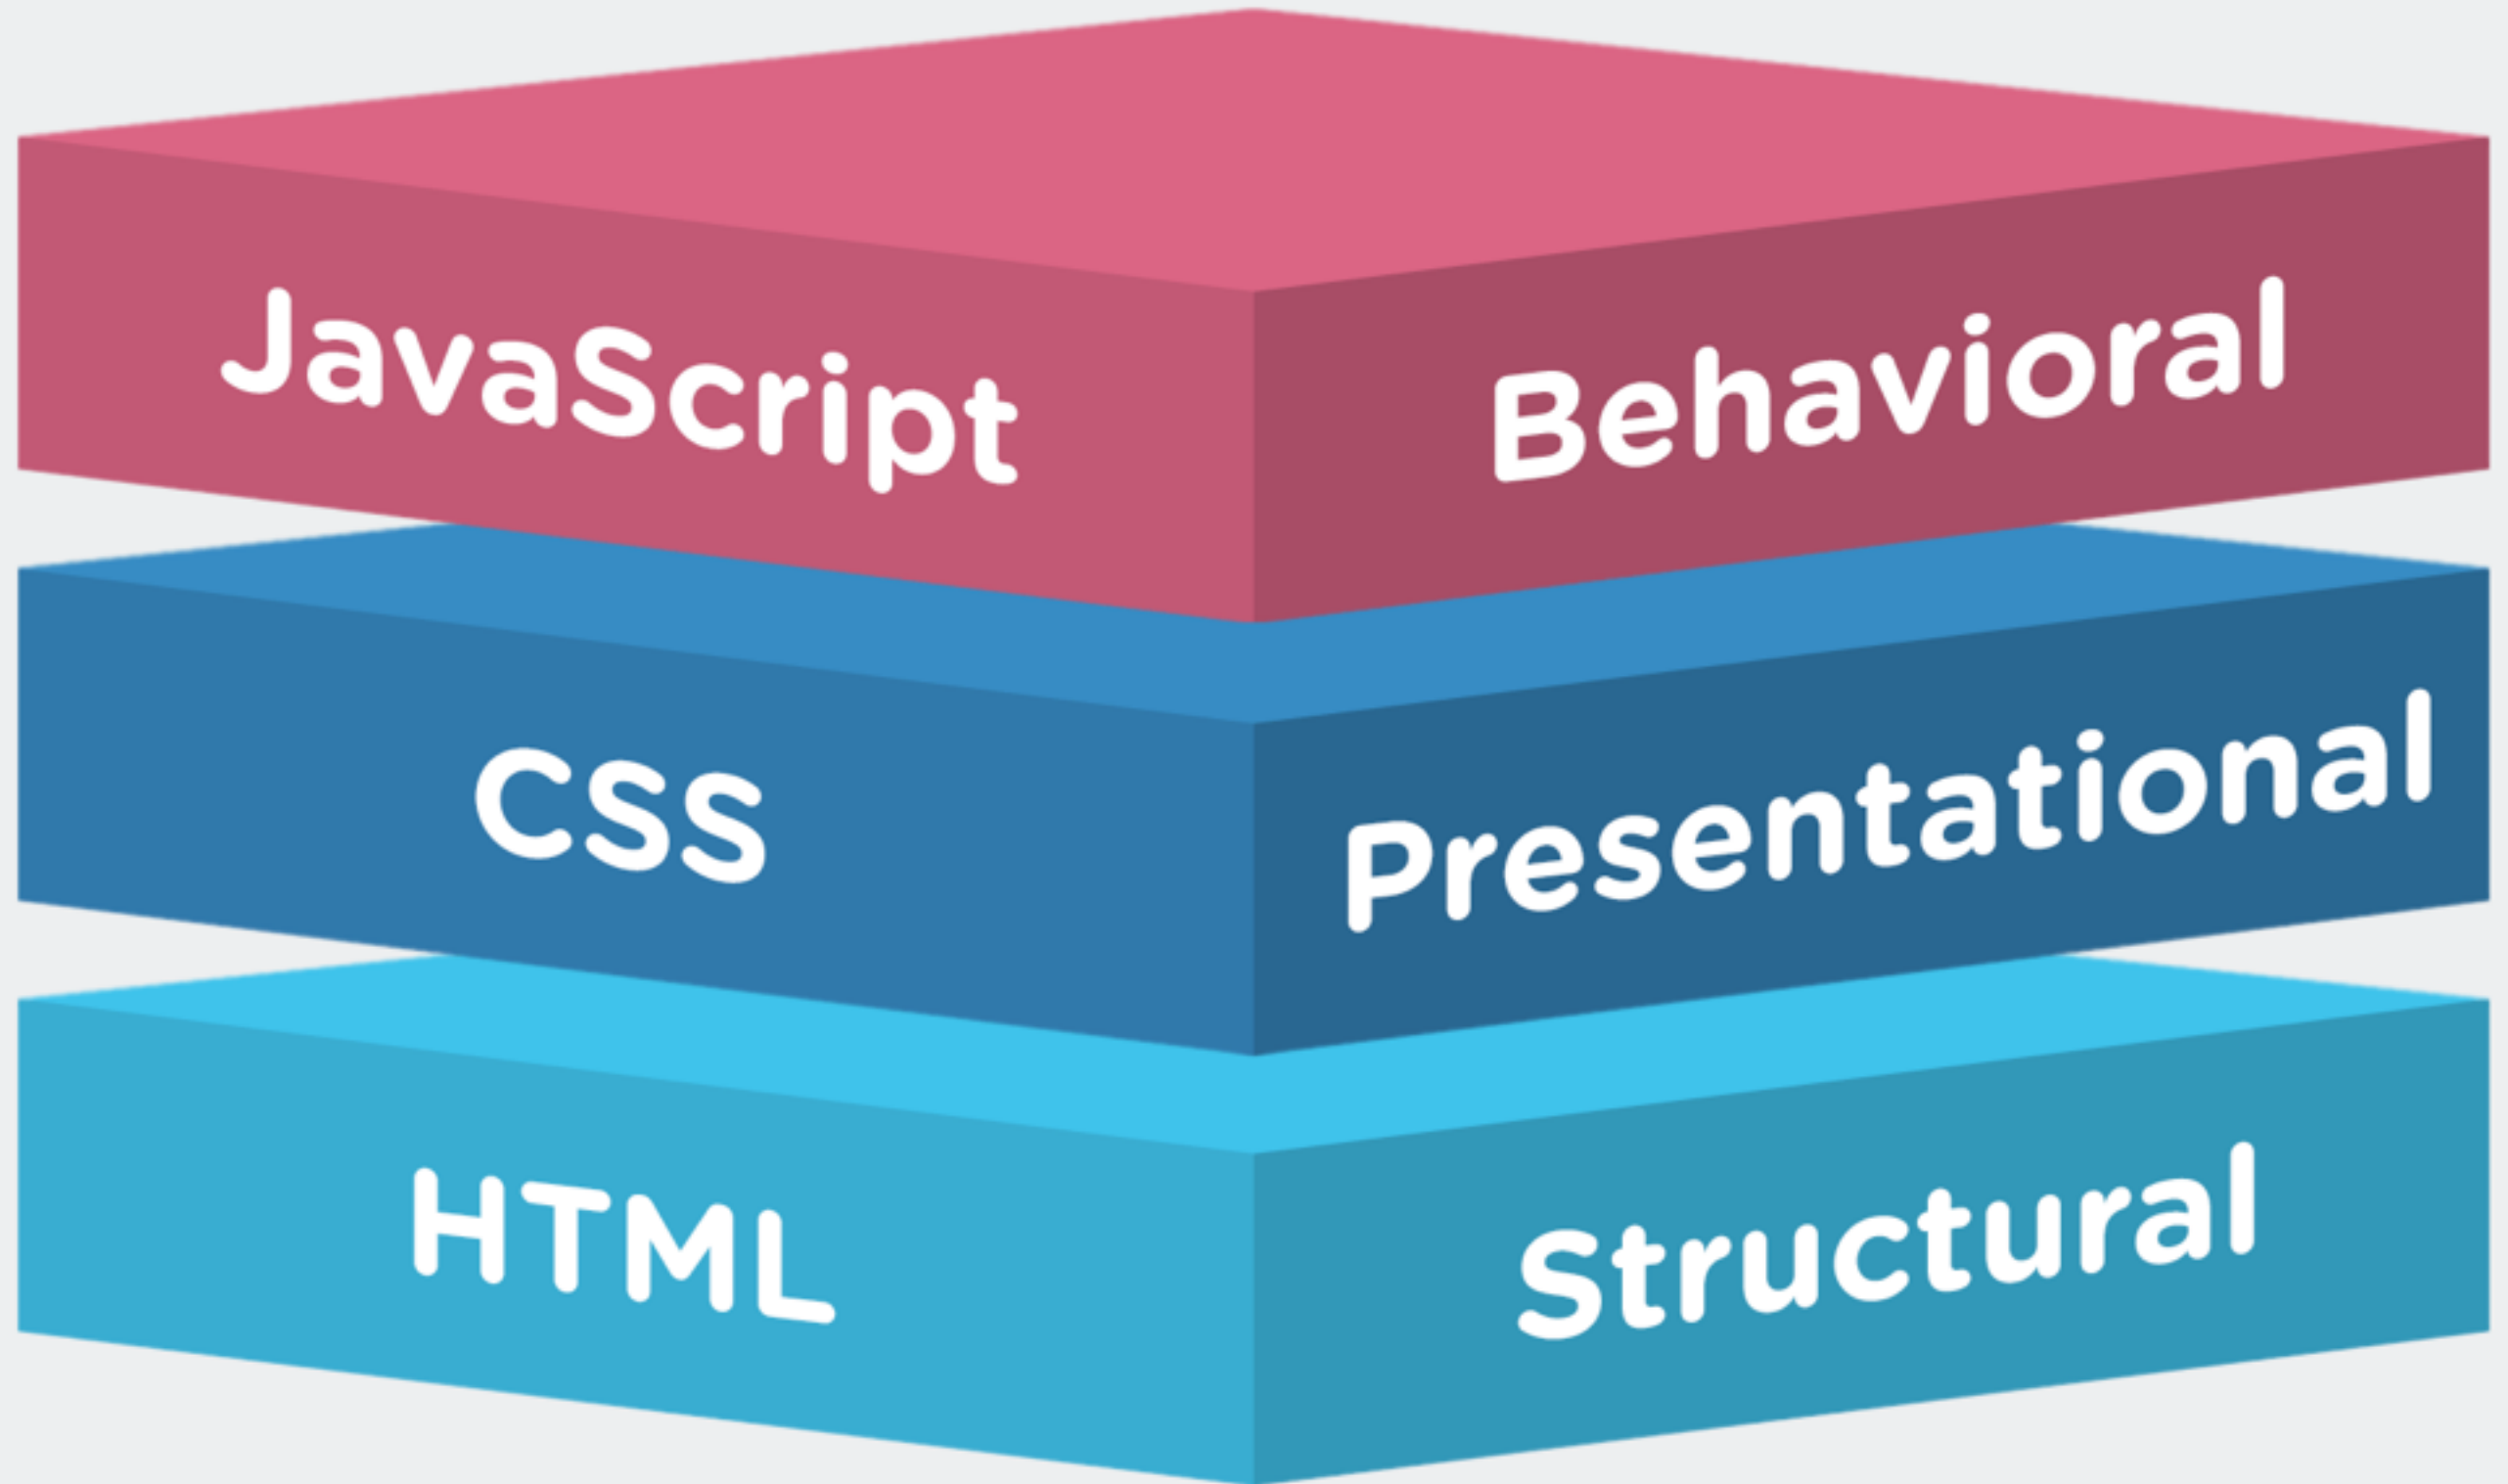 JavaScript
Behavioral
CSS
Presentational
HTML
Structural